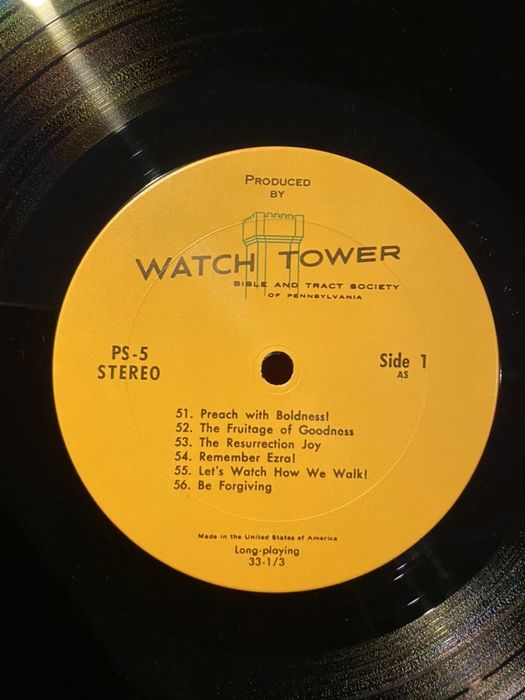 PRODUCED
BY
WATCH TOWER
BIBLE AND TRACT SOCIETY
OF PENNSYLVANIA
PS-5
STEREO
Side 1
AS
51. Preach with Boldness!
52. The Fruitage of Goodness
53. The Resurrection Joy
54. Remember Ezra!
55. Let's Watch How We Walk!
56. Be Forgiving
Made in the United States of America
Long-playing
33-1/3